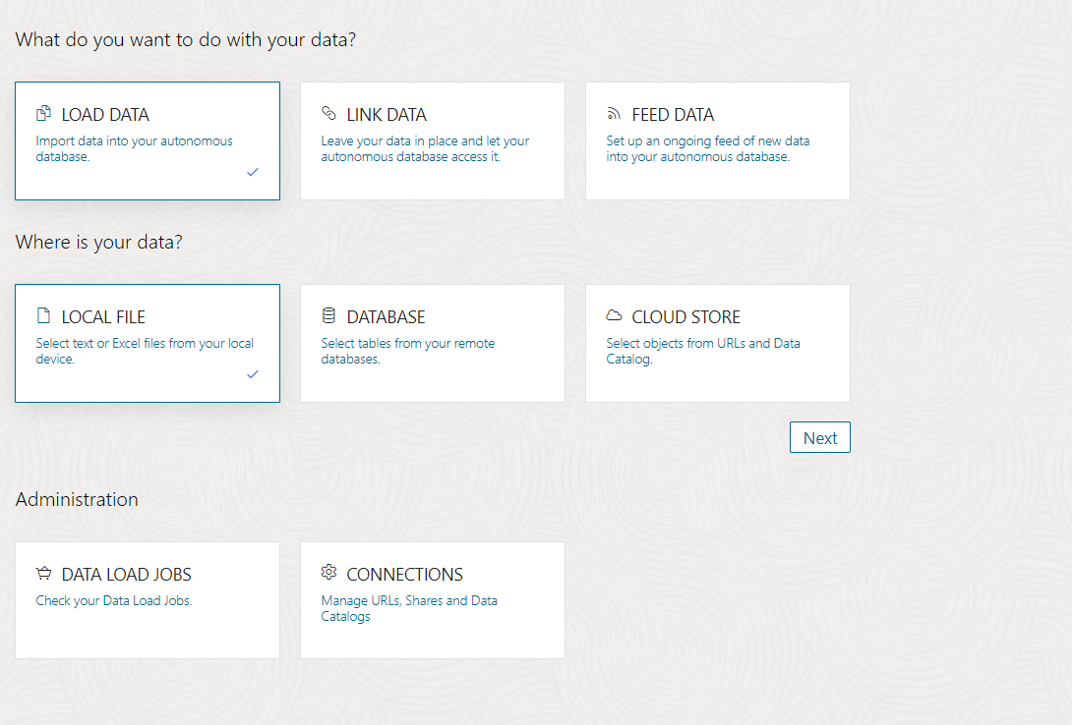 What do you want to do with your data?
LOAD DATA
Import data into your autonomous
database.
LINK DATA
Leave your data in place and let your
autonomous database access it.
FEED DATA
Set up an ongoing feed of new data
into your autonomous database.
Where is your data?
LOCAL FILE
Select text or Excel files from your local
device.
DATABASE
Select tables from your remote
databases.
CLOUD STORE
Select objects from URLs and Data
Catalog.
Next
Administration
DATA LOAD JOBS
Check your Data Load Jobs.
CONNECTIONS
Manage URLs, Shares and Data
Catalogs